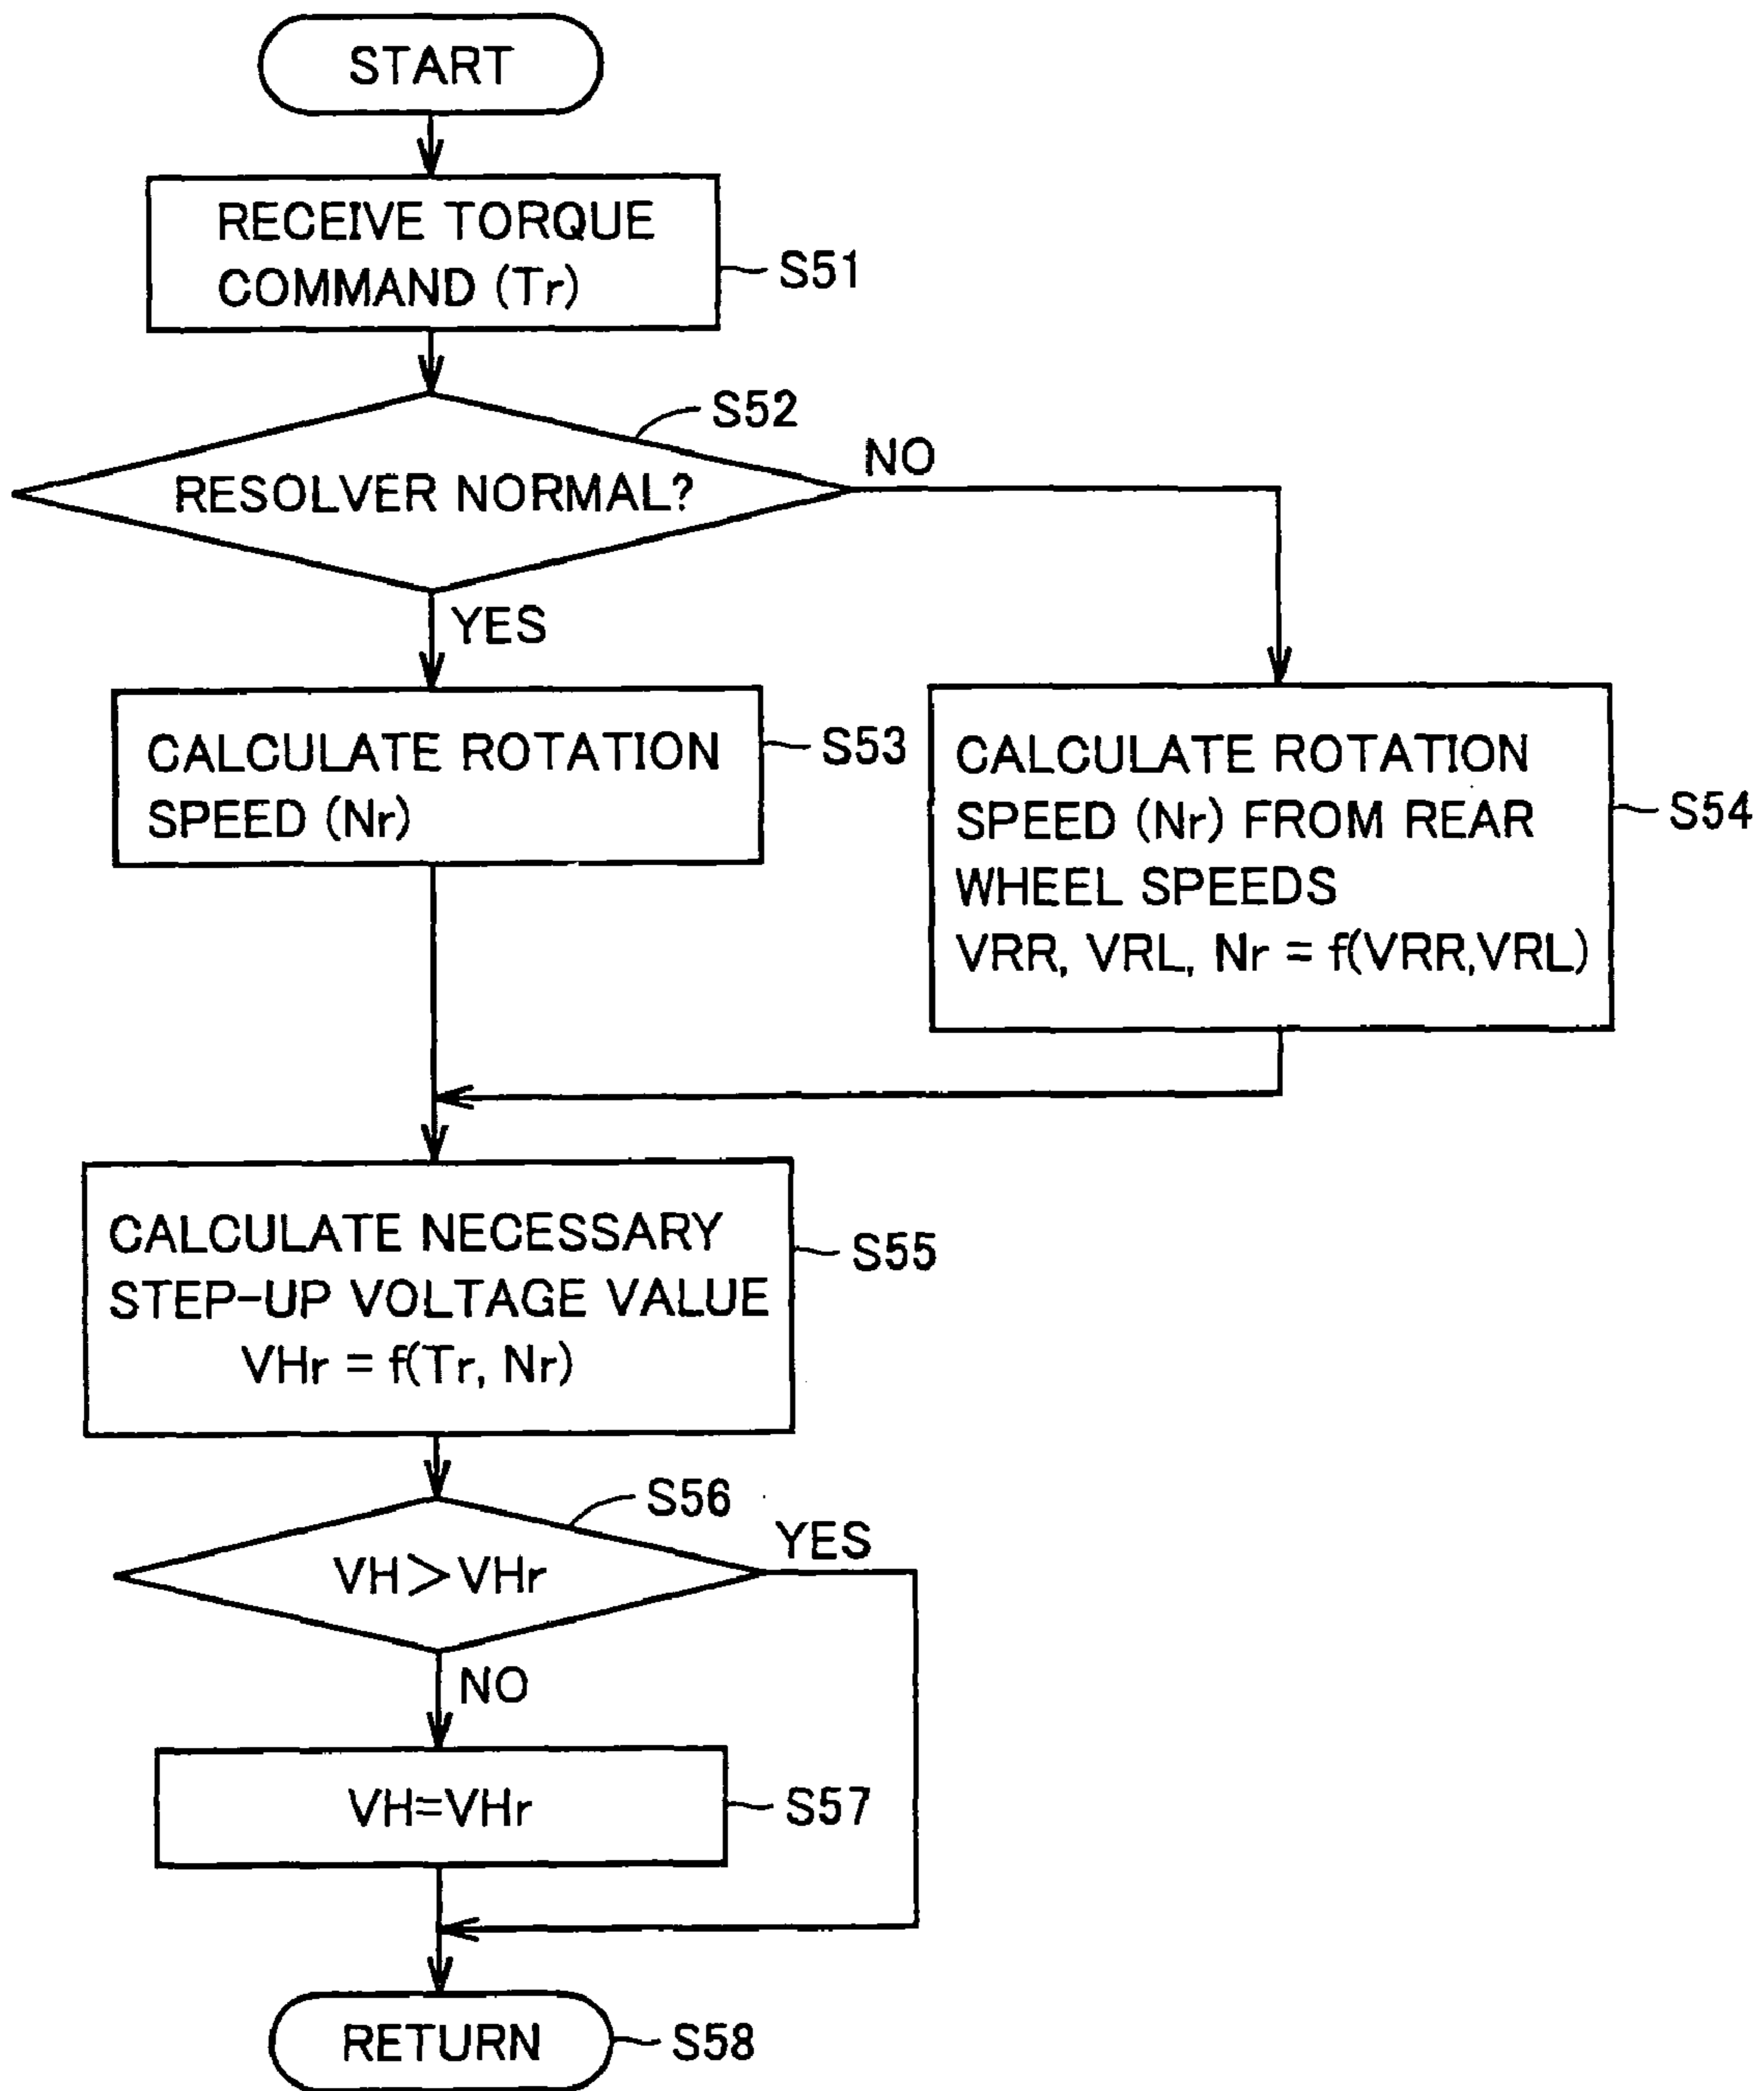 START
RECEIVE TORQUE
COMMAND (Tr)
S51
S52
RESOLVER NORMAL?
NO
YES
CALCULATE ROTATION
SPEED (Nr)
S53
CALCULATE ROTATION
SPEED (Nr) FROM REAR
WHEEL SPEEDS
VRR, VRL, Nr = f(VRR,VRL)
S54
CALCULATE NECESSARY
STEP-UP VOLTAGE VALUE
VHr = f(Tr, Nr)
S55
S56
VH>VHr
YES
NO
VH=VHr
S57
RETURN
S58